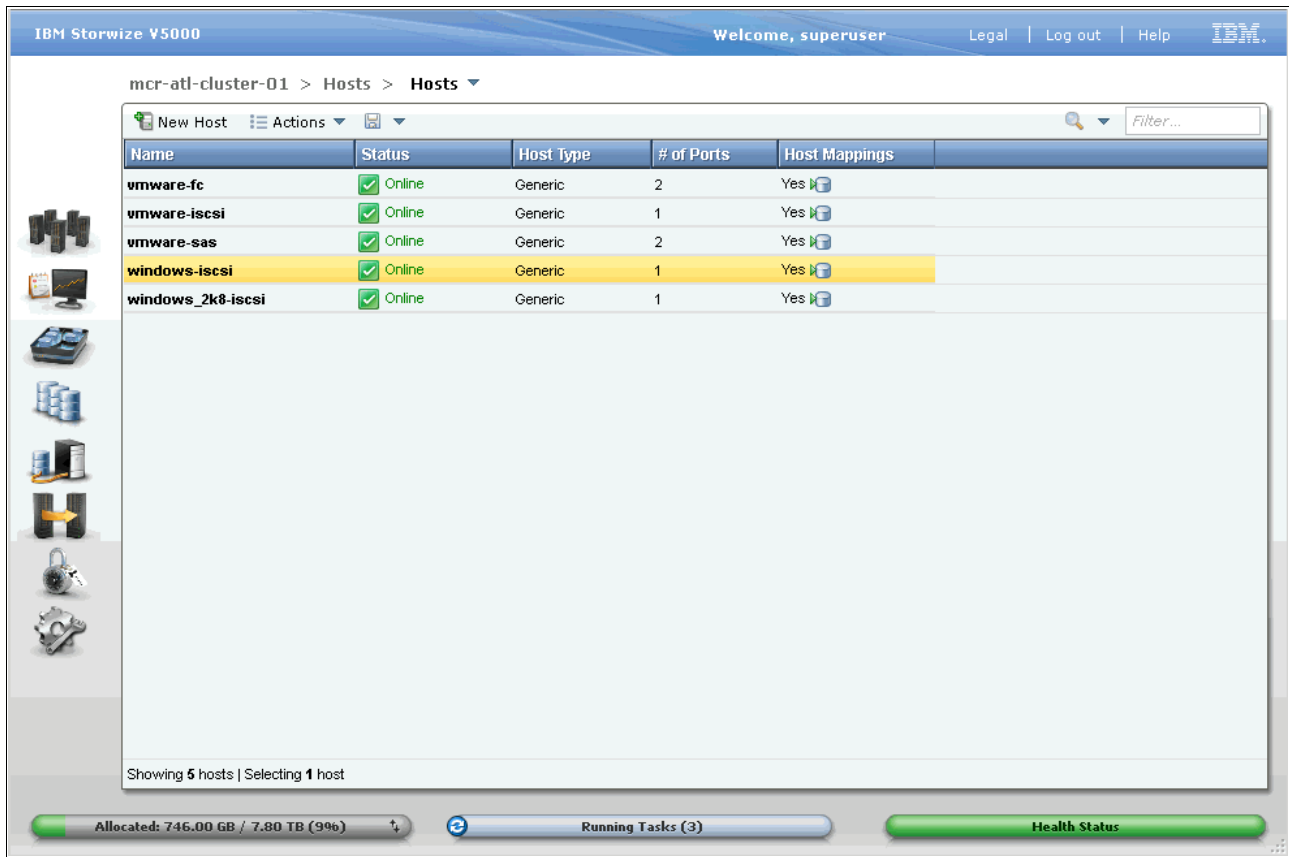 IBM Storwize V5000 Welcome, superuser Legal | Log out | Help IBM.
mcr-atl-cluster-01 > Hosts > Hosts
New Host Actions Filter...
Name Status Host Type # of Ports Host Mappings
vmware-fc Online Generic 2 Yes
vmware-iscsi Online Generic 1 Yes
vmware-sas Online Generic 2 Yes
windows-iscsi Online Generic 1 Yes
windows_2k8-iscsi Online Generic 1 Yes
Showing 5 hosts | Selecting 1 host
Allocated: 746.00 GB / 7.80 TB (9%) Running Tasks (3) Health Status